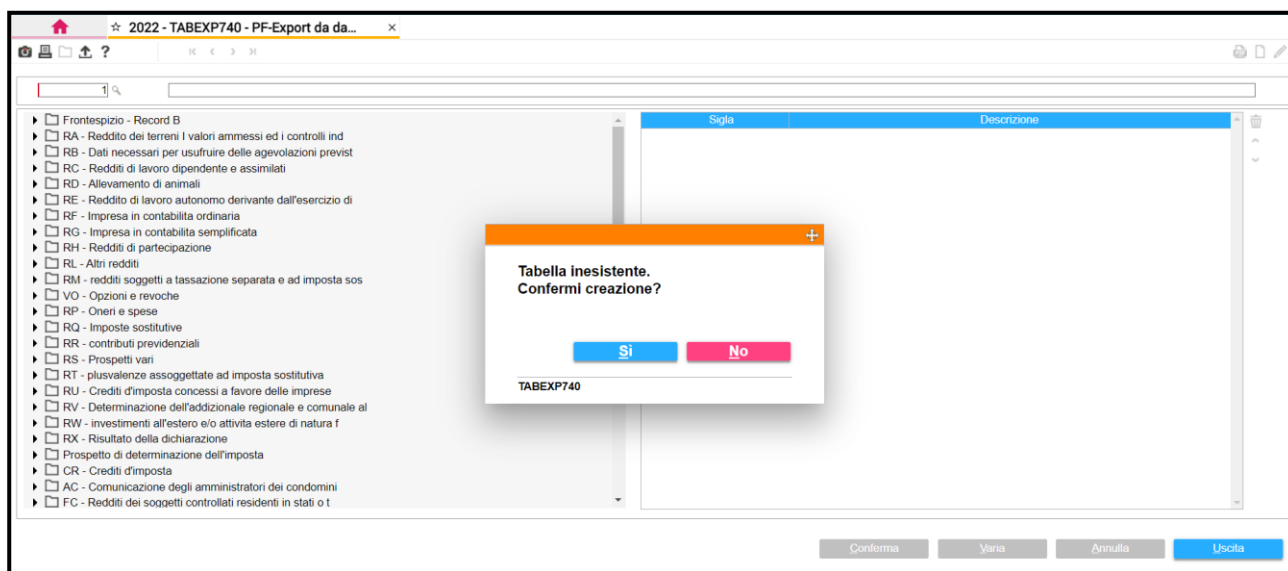 ☆ 2022 - TABEXP740 - PF-Export da da... ×
?
1
Frontespizio - Record B
RA - Reddito dei terreni I valori ammessi ed i controlli ind
RB - Dati necessari per usufruire delle agevolazioni previst
RC - Redditi di lavoro dipendente e assimilati
RD - Allevamento di animali
RE - Reddito di lavoro autonomo derivante dall'esercizio di
RF - Impresa in contabilita ordinaria
RG - Impresa in contabilita semplificata
RH - Redditi di partecipazione
RL - Altri redditi
RM - redditi soggetti a tassazione separata e ad imposta sos
VO - Opzioni e revoche
RP - Oneri e spese
RQ - Imposte sostitutive
RR - contributi previdenziali
RS - Prospetti vari
RT - plusvalenze assoggettate ad imposta sostitutiva
RU - Crediti d'imposta concessi a favore delle imprese
RV - Determinazione dell'addizionale regionale e comunale al
RW - investimenti all'estero e/o attivita estere di natura f
RX - Risultato della dichiarazione
Prospetto di determinazione dell'imposta
CR - Crediti d'imposta
AC - Comunicazione degli amministratori dei condomini
FC - Redditi dei soggetti controllati residenti in stati o t
Sigla Descrizione
Tabella inesistente.
Confermi creazione?
Sì No
TABEXP740
Conferma Varia Annulla Uscita